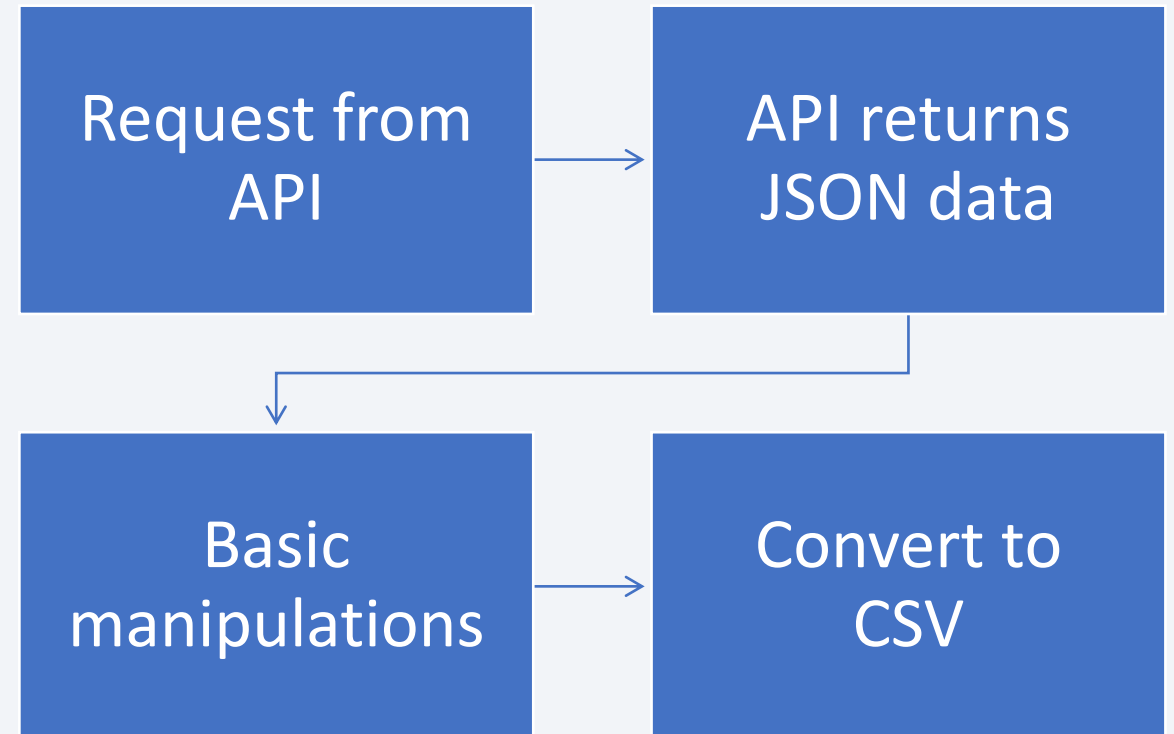 Request from
API
API returns
JSON data
Basic
manipulations
Convert to
CSV